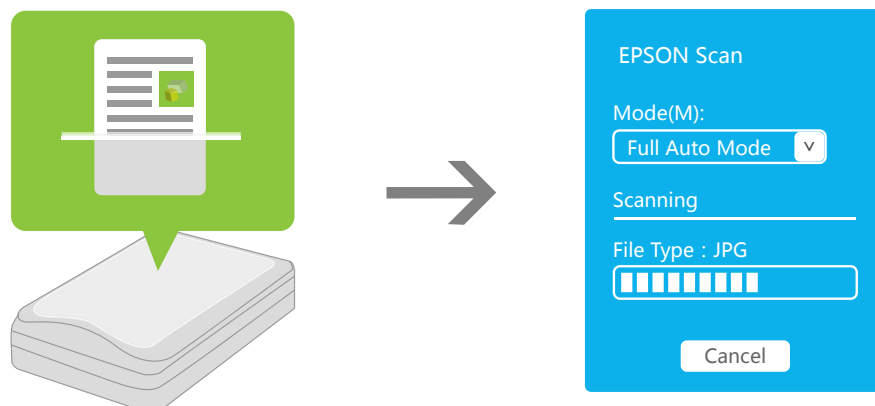 EPSON Scan
Mode(M):
Full Auto Mode
Scanning
File Type : JPG
Cancel